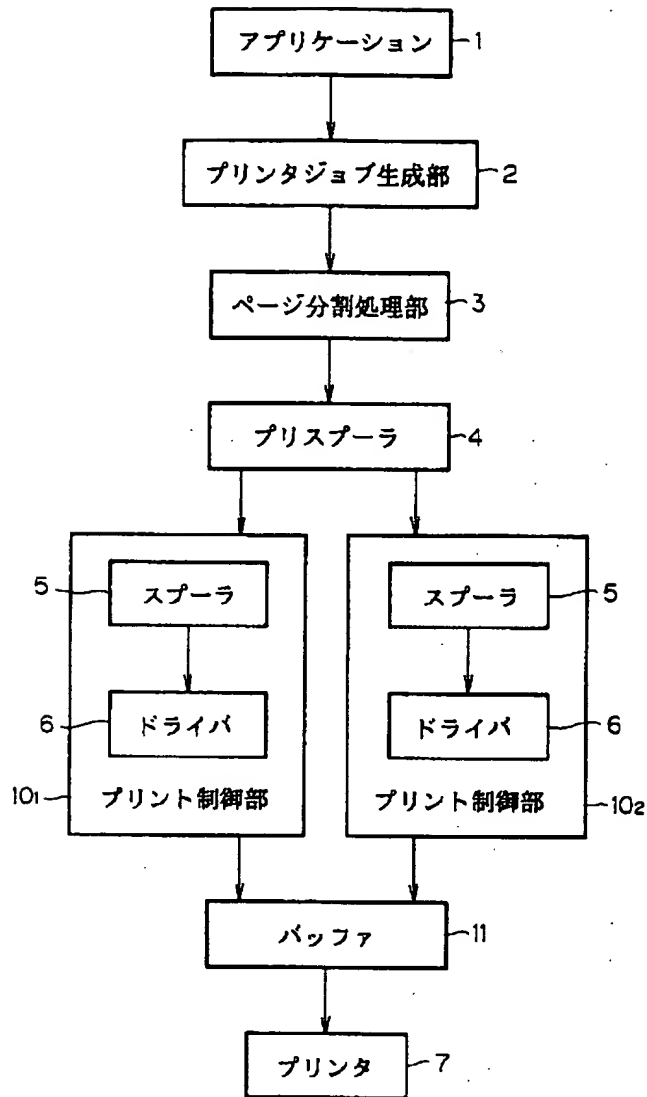 アプリケーション 1
プリンタジョブ生成部 2
ページ分割処理部 3
プリスプーラ 4
5 スプーラ
スプーラ 5
6 ドライバ
ドライバ 6
10₁ プリント制御部
プリント制御部 10₂
バッファ 11
プリンタ 7